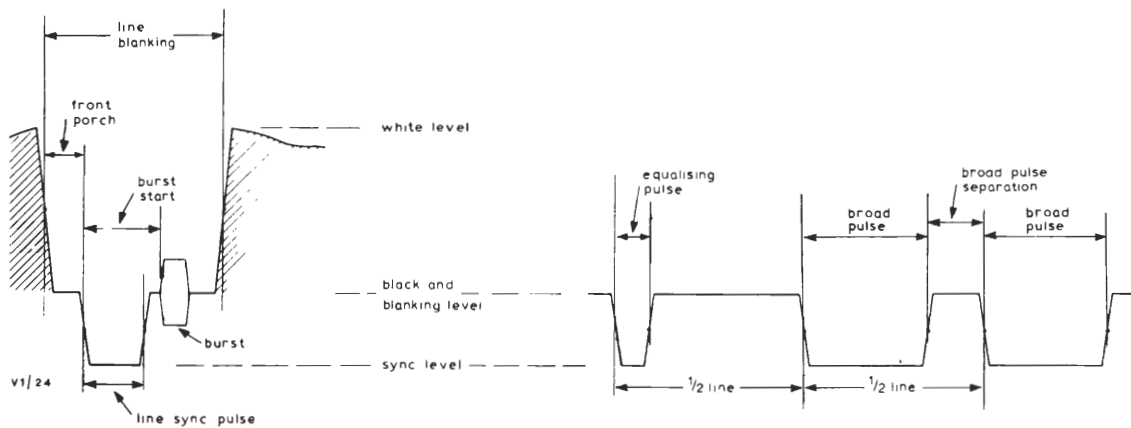 line
blanking
front
porch
white level
burst
start
equalising
pulse
broad pulse
separation
broad
pulse
broad
pulse
black and
blanking level
burst
sync level
V1/24
1/2 line
1/2 line
line sync pulse